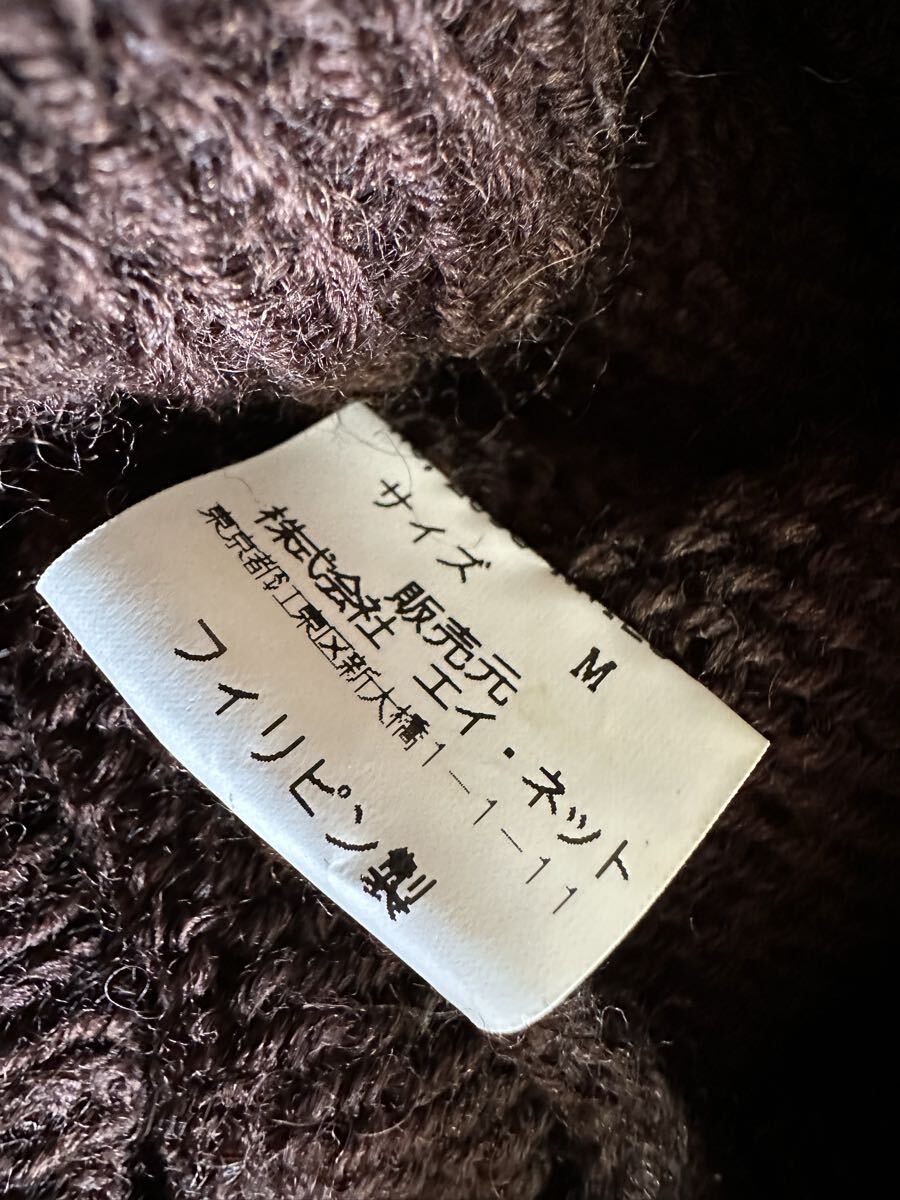 サイズ M
販売元
株式会社 エイ・ネット
東京都江東区新大橋1-1-11
フィリピン製